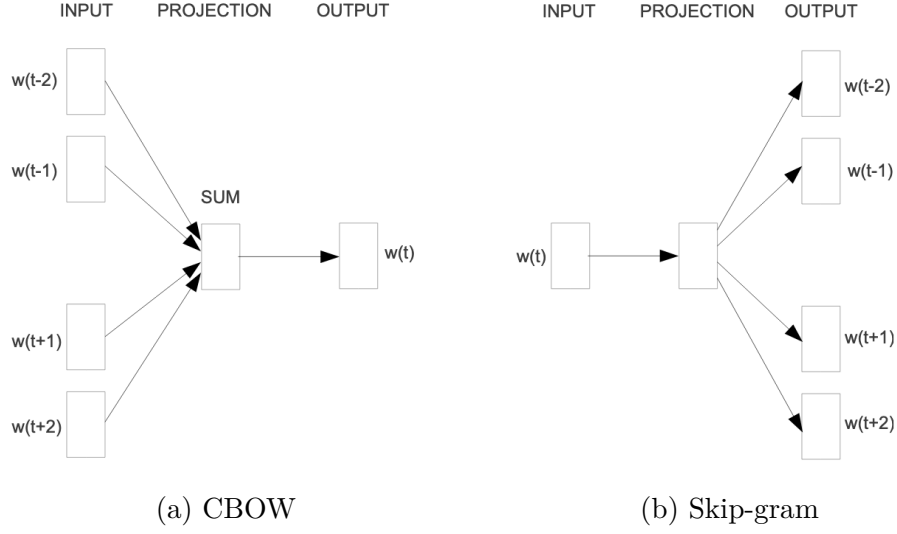 INPUT PROJECTION OUTPUT
w(t-2)
w(t-1)
SUM
w(t)
w(t+1)
w(t+2)
(a) CBOW
INPUT PROJECTION OUTPUT
w(t-2)
w(t-1)
w(t)
w(t+1)
w(t+2)
(b) Skip-gram